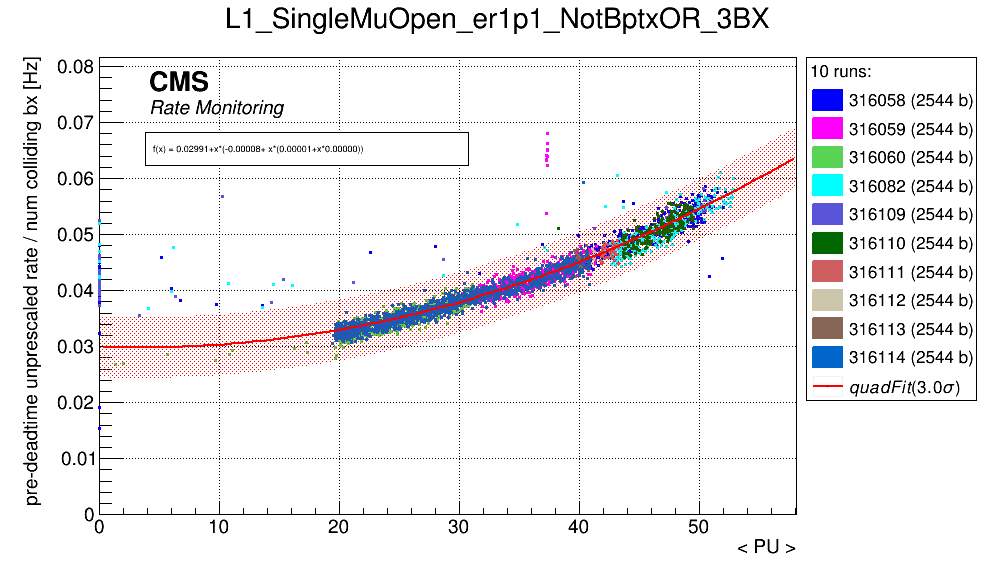 L1_SingleMuOpen_er1p1_NotBptxOR_3BX
pre-deadtime unprescaled rate / num colliding bx [Hz]
0.08
0.07
0.06
0.05
0.04
0.03
0.02
0.01
0
CMS
Rate Monitoring
f(x) = 0.02991+x*(-0.00008+ x*(0.00001+x*0.00000))
0
10
20
30
40
50
< PU >
10 runs:
316058 (2544 b)
316059 (2544 b)
316060 (2544 b)
316082 (2544 b)
316109 (2544 b)
316110 (2544 b)
316111 (2544 b)
316112 (2544 b)
316113 (2544 b)
316114 (2544 b)
quadFit(3.0σ)